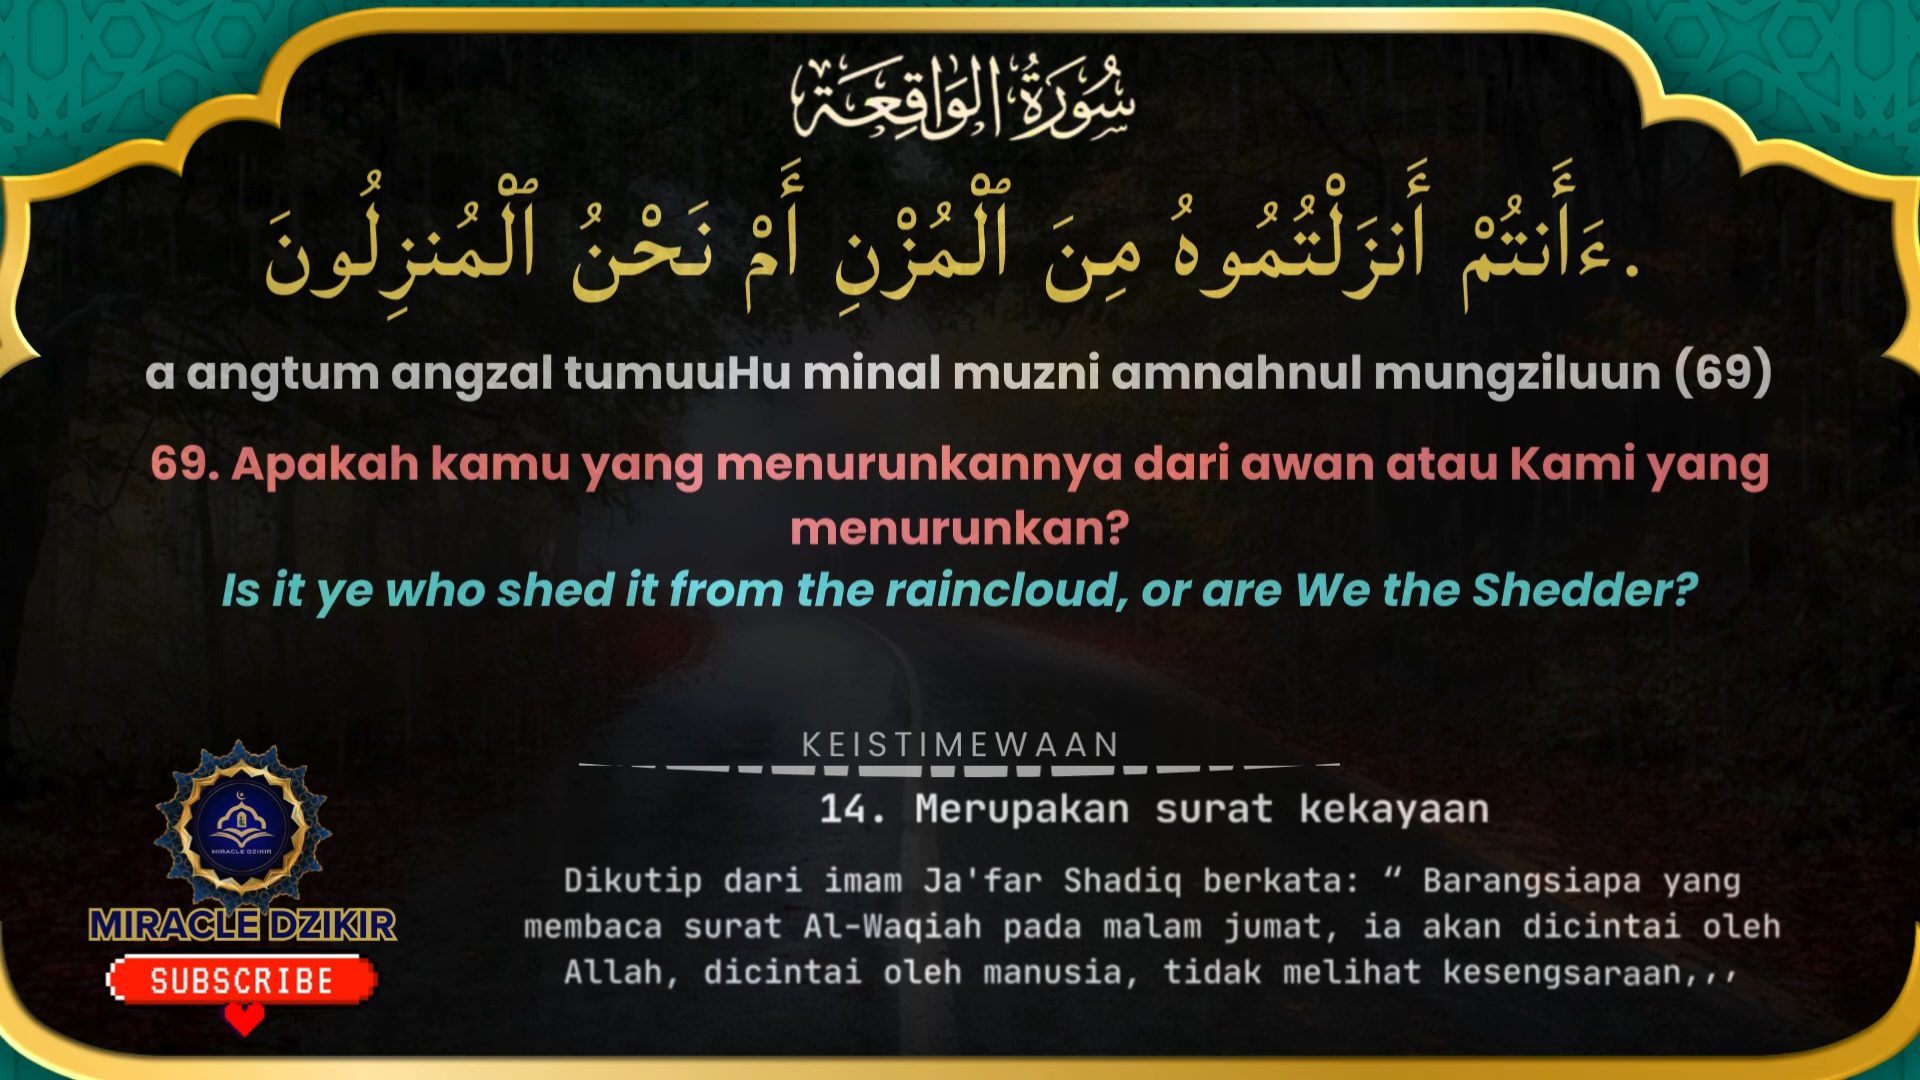 سُورَةُ الوَاقِعَة
ءَأَنتُمْ أَنزَلْتُمُوهُ مِنَ ٱلْمُزْنِ أَمْ نَحْنُ ٱلْمُنزِلُونَ.
a angtum angzal tumuuHu minal muzni amnahnul mungziluun (69)
69. Apakah kamu yang menurunkannya dari awan atau Kami yang
menurunkan?
Is it ye who shed it from the raincloud, or are We the Shedder?
KEISTIMEWAAN
14. Merupakan surat kekayaan
Dikutip dari imam Ja'far Shadiq berkata: “ Barangsiapa yang
membaca surat Al-Waqiah pada malam jumat, ia akan dicintai oleh
Allah, dicintai oleh manusia, tidak melihat kesengsaraan,,,
MIRACLE DZIKIR
MIRACLE DZIKIR
SUBSCRIBE